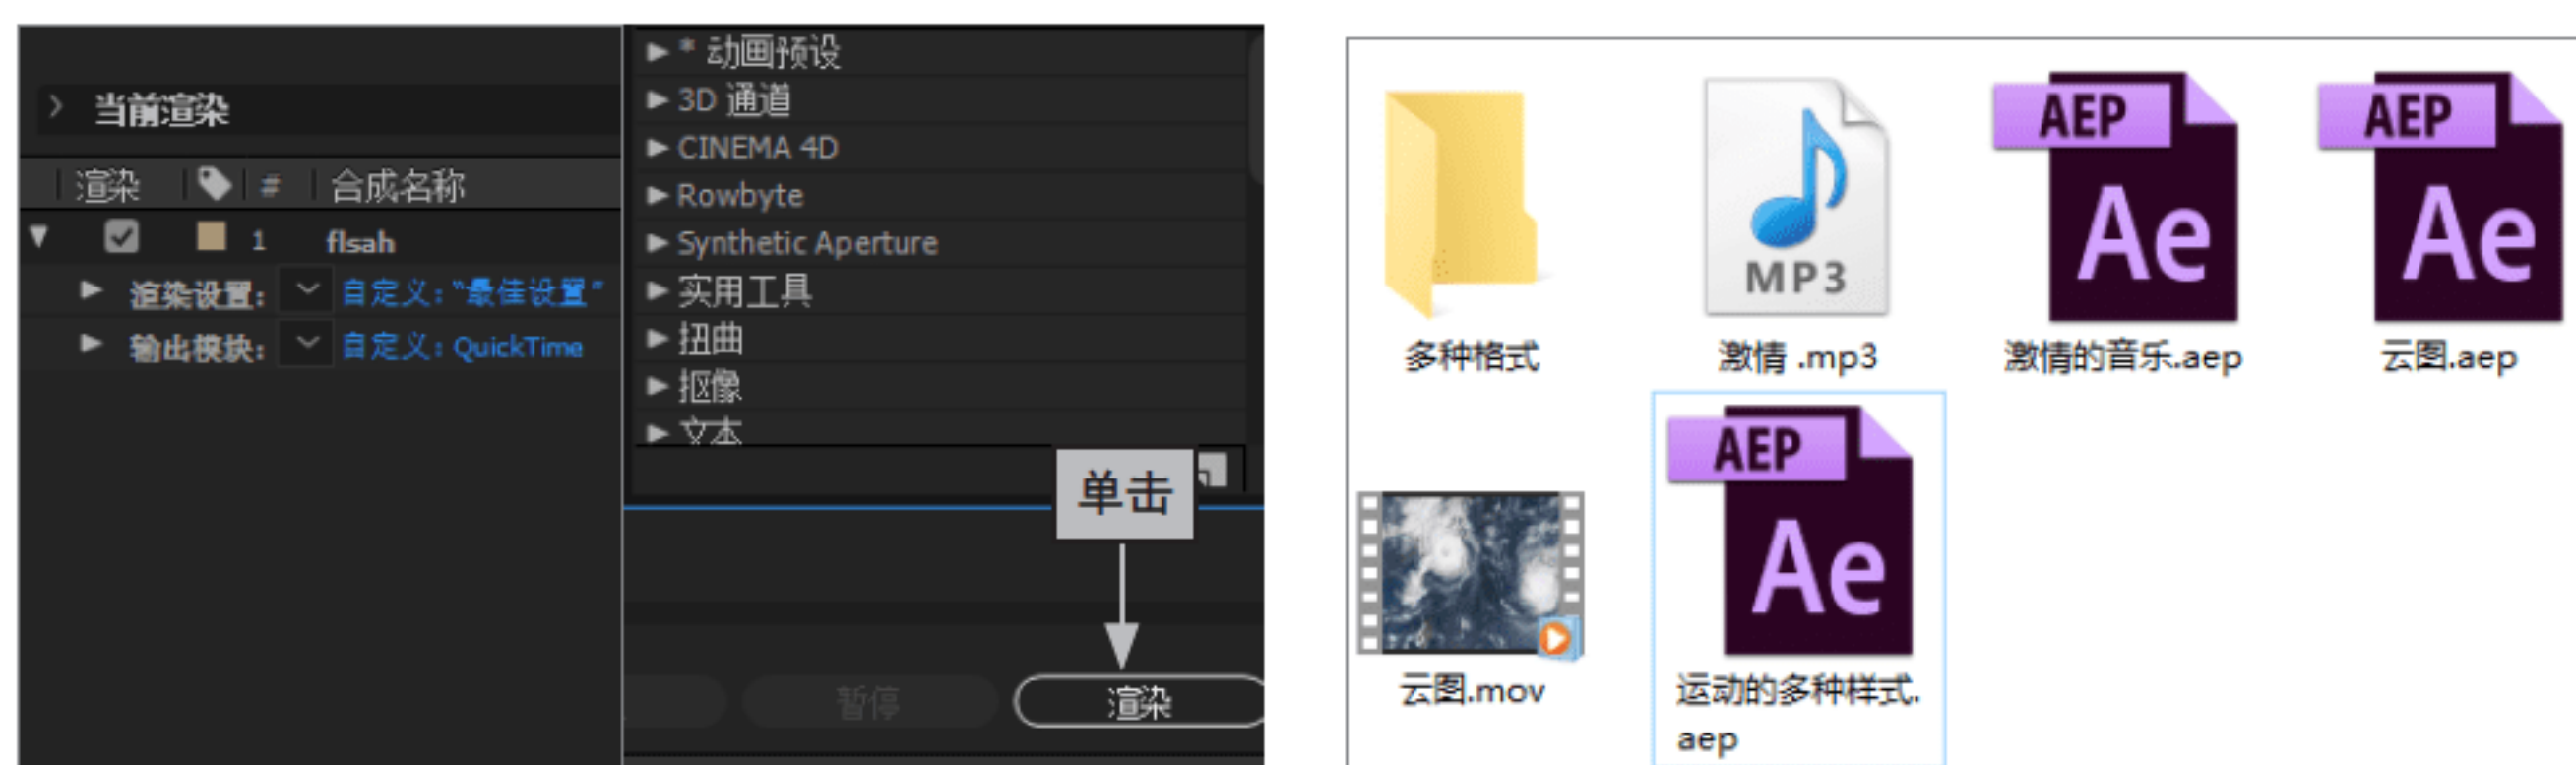 当前渲染
渲染 # 合成名称
1 flsah
渲染设置: 自定义: “最佳设置”
输出模块: 自定义: QuickTime
* 动画预设
3D 通道
CINEMA 4D
Rowbyte
Synthetic Aperture
实用工具
扭曲
抠像
文本
单击
暂停
渲染
AEP
Ae
AEP
Ae
MP3
多种格式
激情 .mp3
激情的音乐.aep
云图.aep
AEP
Ae
云图.mov
运动的多种样式.
aep